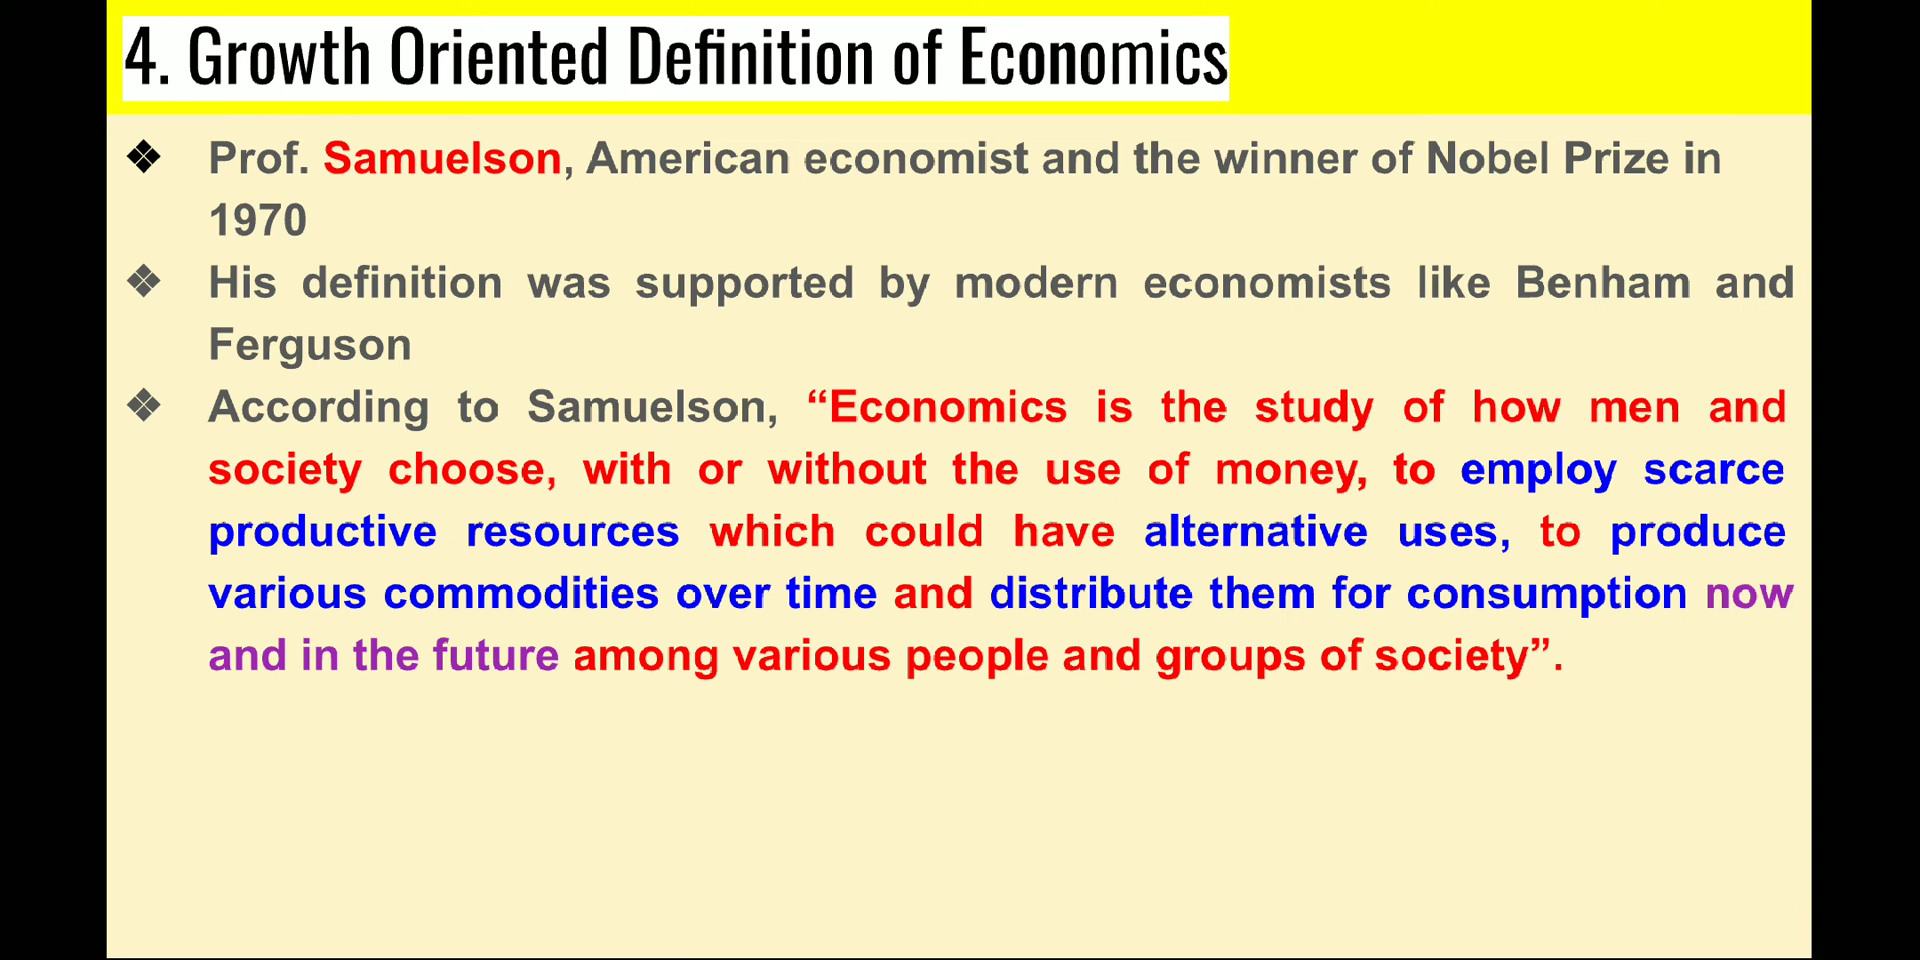 4. Growth Oriented Definition of Economics
❖ Prof. Samuelson, American economist and the winner of Nobel Prize in
1970
❖ His definition was supported by modern economists like Benham and
Ferguson
❖ According to Samuelson, “Economics is the study of how men and
society choose, with or without the use of money, to employ scarce
productive resources which could have alternative uses, to produce
various commodities over time and distribute them for consumption now
and in the future among various people and groups of society”.